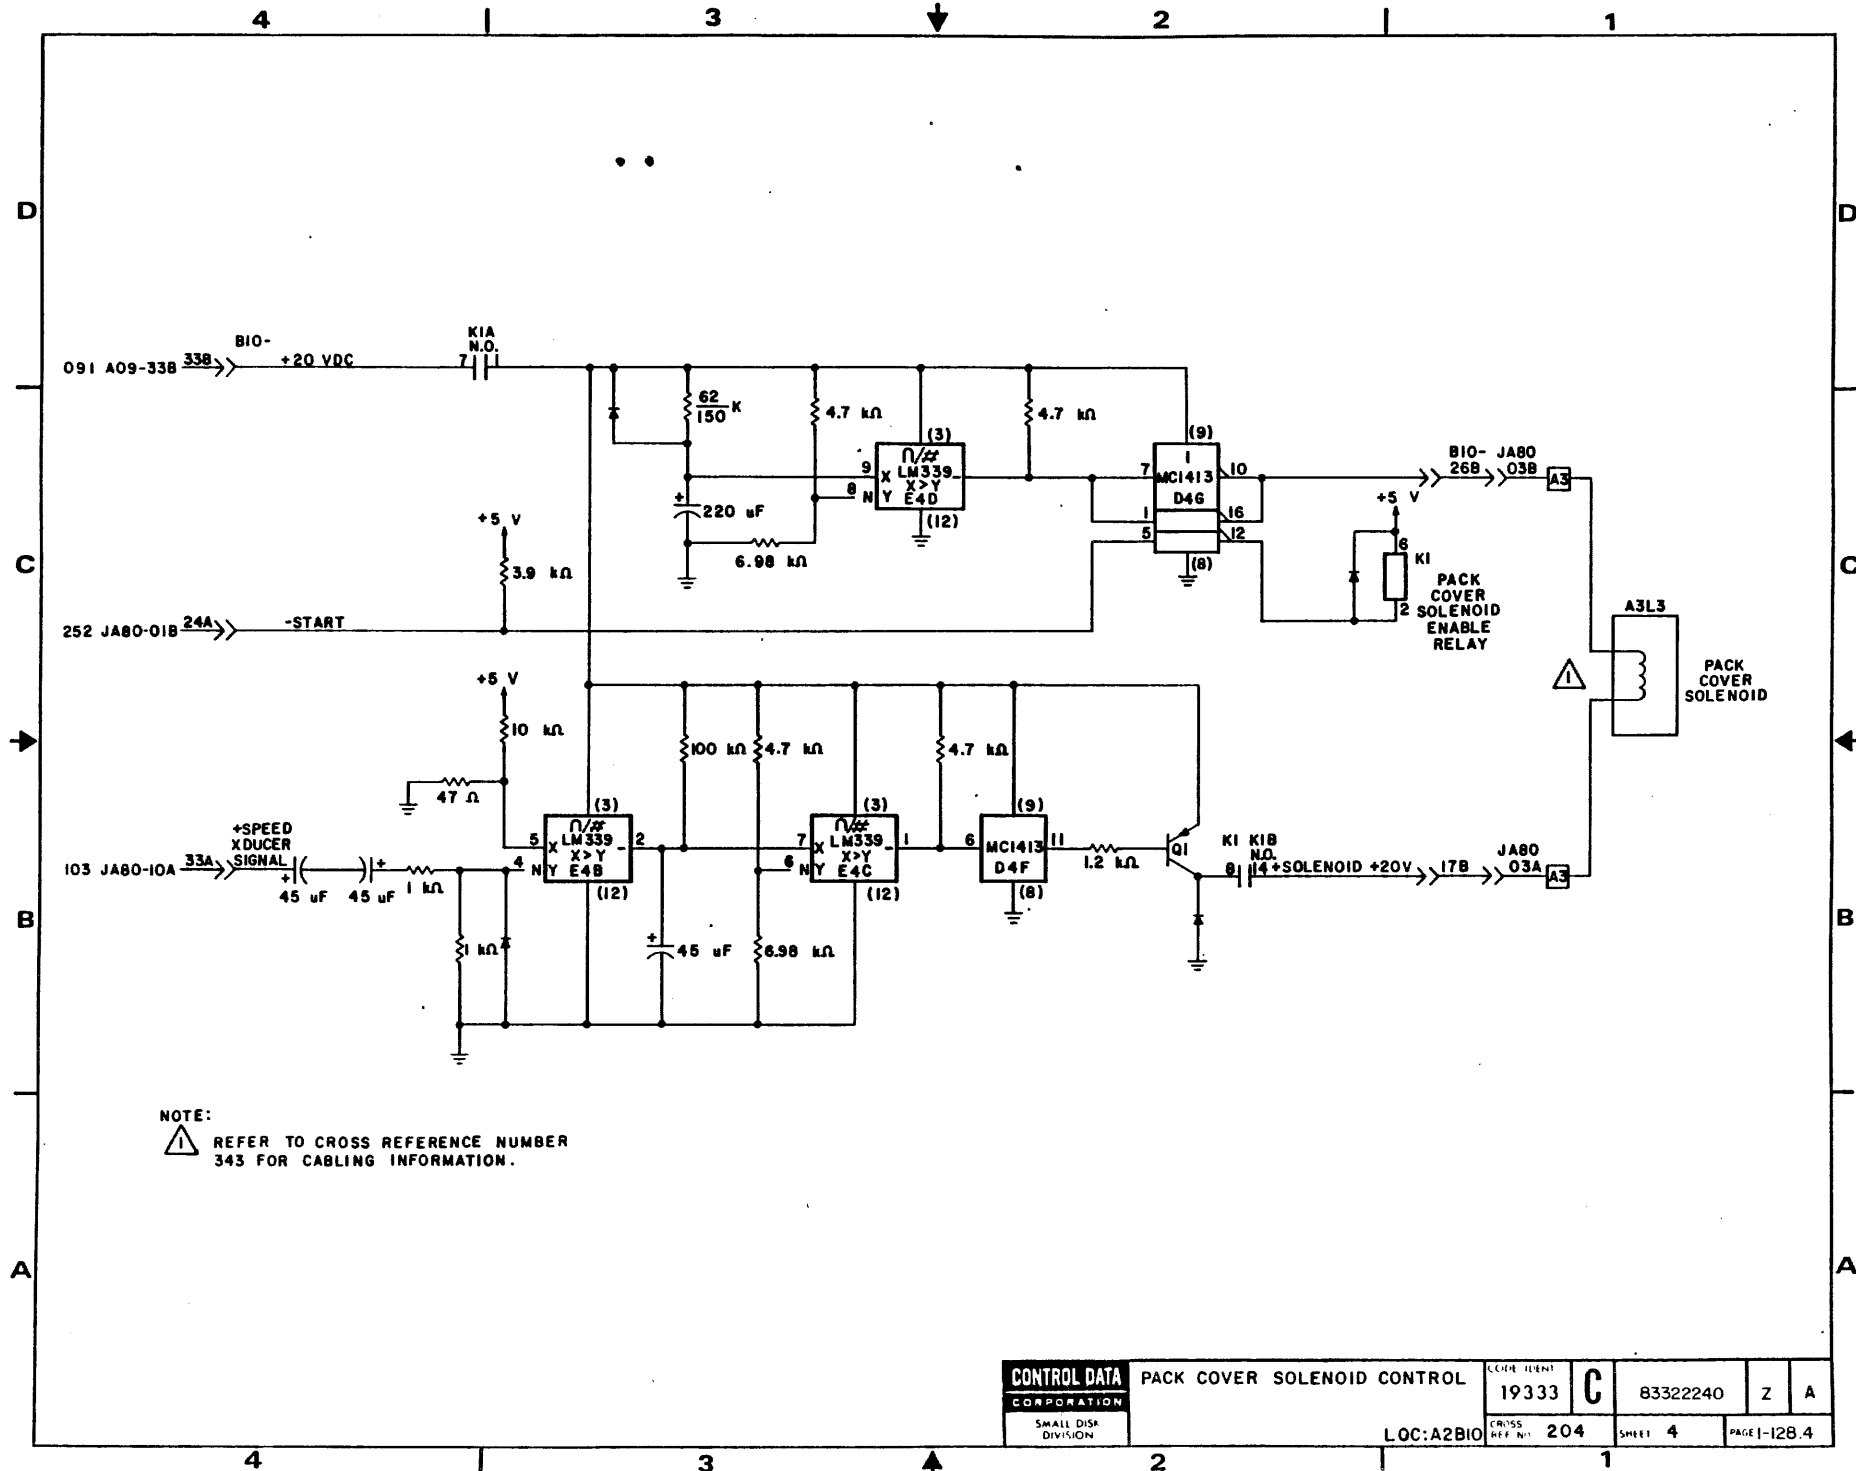 4 3 2 1
D D
K1A
N.O.
B10-
091 A09-33B 33B +20 VDC 7 1
62/150 K
4.7 kΩ
4.7 kΩ
(3)
(9)
∩/#
1
9 X LM339 -
7 MC1413 10
B10- JA80
26B 03B A3
X>Y
8 N Y E4D
D4G
220 uF
(12)
1 16
+5 V
+5 V
5 12
6.98 kΩ
(8)
6
K1
C C
3.9 kΩ
PACK
COVER
SOLENOID
ENABLE
RELAY
2
A3L3
252 JA80-01B 24A -START
1
PACK
COVER
SOLENOID
+5 V
10 kΩ
100 kΩ 4.7 kΩ
4.7 kΩ
47 Ω
(3) (3) (9)
∩/# ∩/#
+SPEED
XDUCER
SIGNAL
5 X LM339 - 2
7 X LM339 - 1
6 MC1413 11
1.2 kΩ
Q1
K1 K1B
N.O.
JA80
103 JA80-10A 33A
4 N Y X>Y E4B
6 N Y X>Y E4C
D4F
8 14 +SOLENOID +20V 17B 03A A3
45 uF 45 uF 1 kΩ
(12) (12) (8)
B B
1 kΩ
45 uF
6.98 kΩ
NOTE:
1 REFER TO CROSS REFERENCE NUMBER
343 FOR CABLING INFORMATION.
A A
CONTROL DATA
CORPORATION
SMALL DISK
DIVISION
PACK COVER SOLENOID CONTROL
LOC:A2B10
CODE IDENT
19333
C
83322240
Z
A
CROSS
REF NO. 204
SHEET 4
PAGE 1-128.4
4 3 2 1